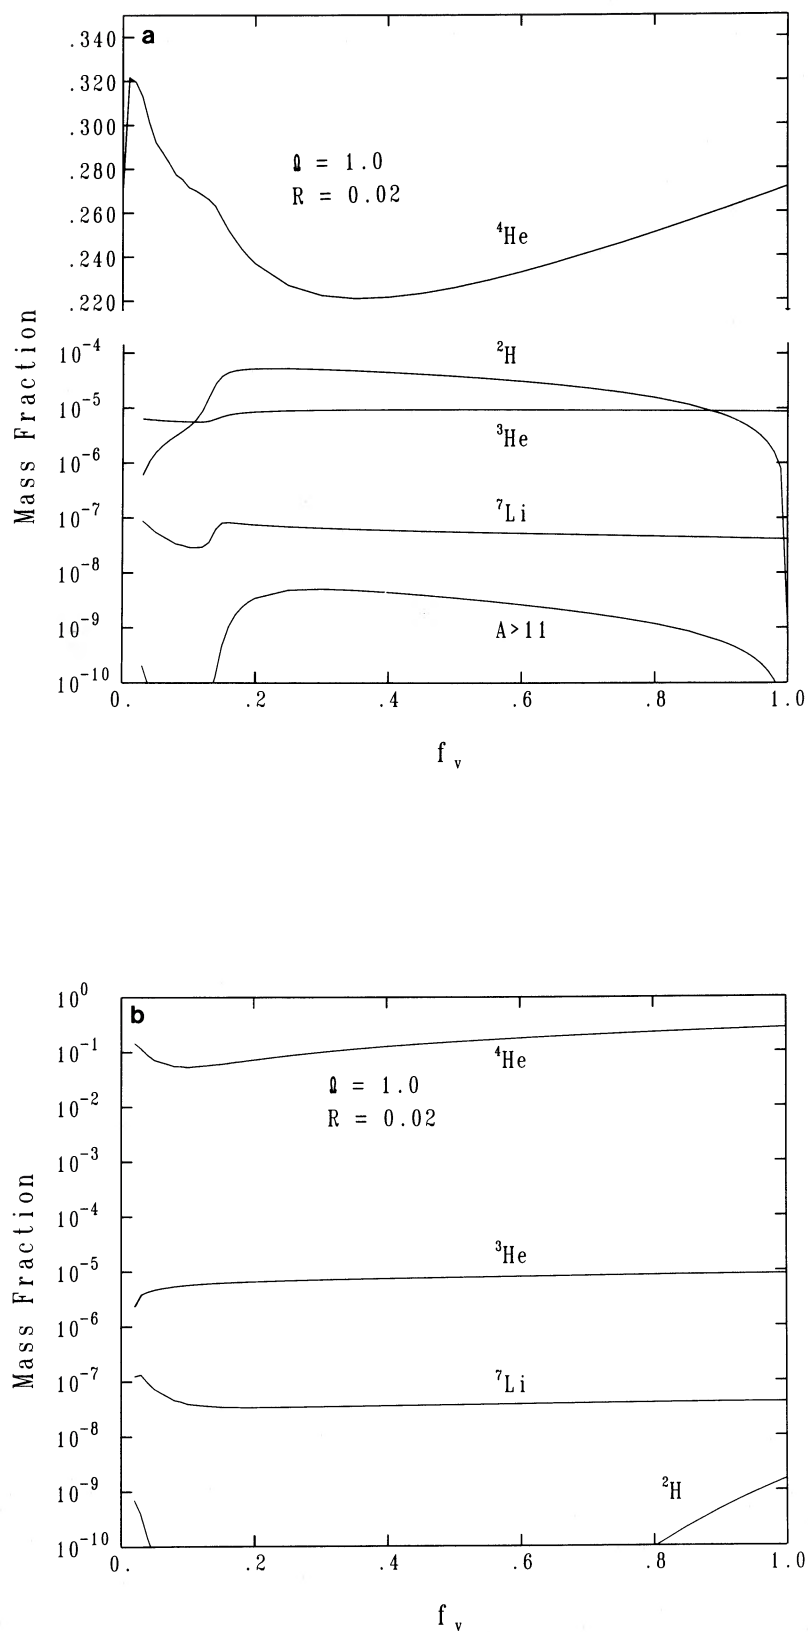 a
.340
.320
.300
.280
.260
.240
.220
Ω = 1.0
R = 0.02
⁴He
10⁻⁴
10⁻⁵
10⁻⁶
10⁻⁷
10⁻⁸
10⁻⁹
10⁻¹⁰
²H
³He
⁷Li
A>11
Mass Fraction
0. .2 .4 .6 .8 1.0
f v
b
10⁰
10⁻¹
10⁻²
10⁻³
10⁻⁴
10⁻⁵
10⁻⁶
10⁻⁷
10⁻⁸
10⁻⁹
10⁻¹⁰
⁴He
Ω = 1.0
R = 0.02
³He
⁷Li
²H
Mass Fraction
0. .2 .4 .6 .8 1.0
f v